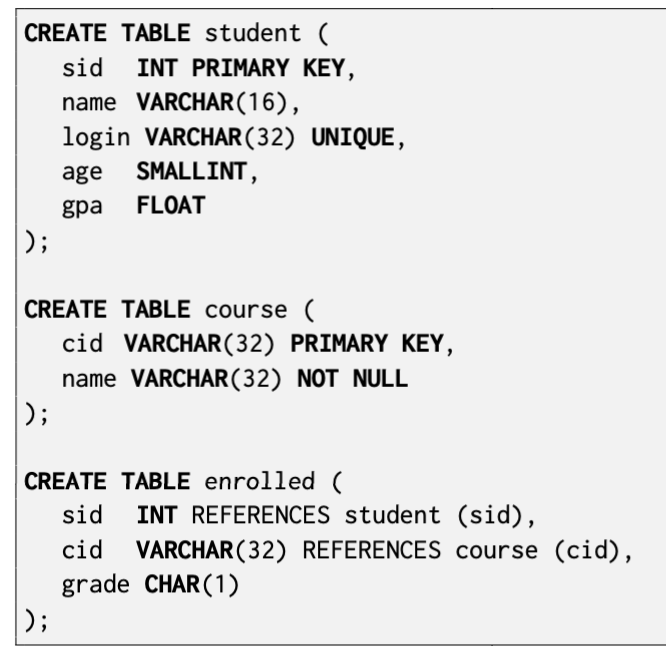 CREATE TABLE student (
   sid  INT PRIMARY KEY,
   name VARCHAR(16),
   login VARCHAR(32) UNIQUE,
   age  SMALLINT,
   gpa  FLOAT
);

CREATE TABLE course (
   cid VARCHAR(32) PRIMARY KEY,
   name VARCHAR(32) NOT NULL
);

CREATE TABLE enrolled (
   sid  INT REFERENCES student (sid),
   cid  VARCHAR(32) REFERENCES course (cid),
   grade CHAR(1)
);